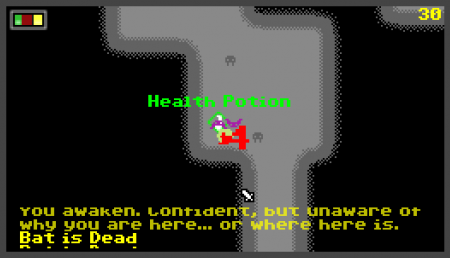 30
Health Potion
4
You awaken. Confident, but unaware of
why you are here... or where here is.
Bat is Dead